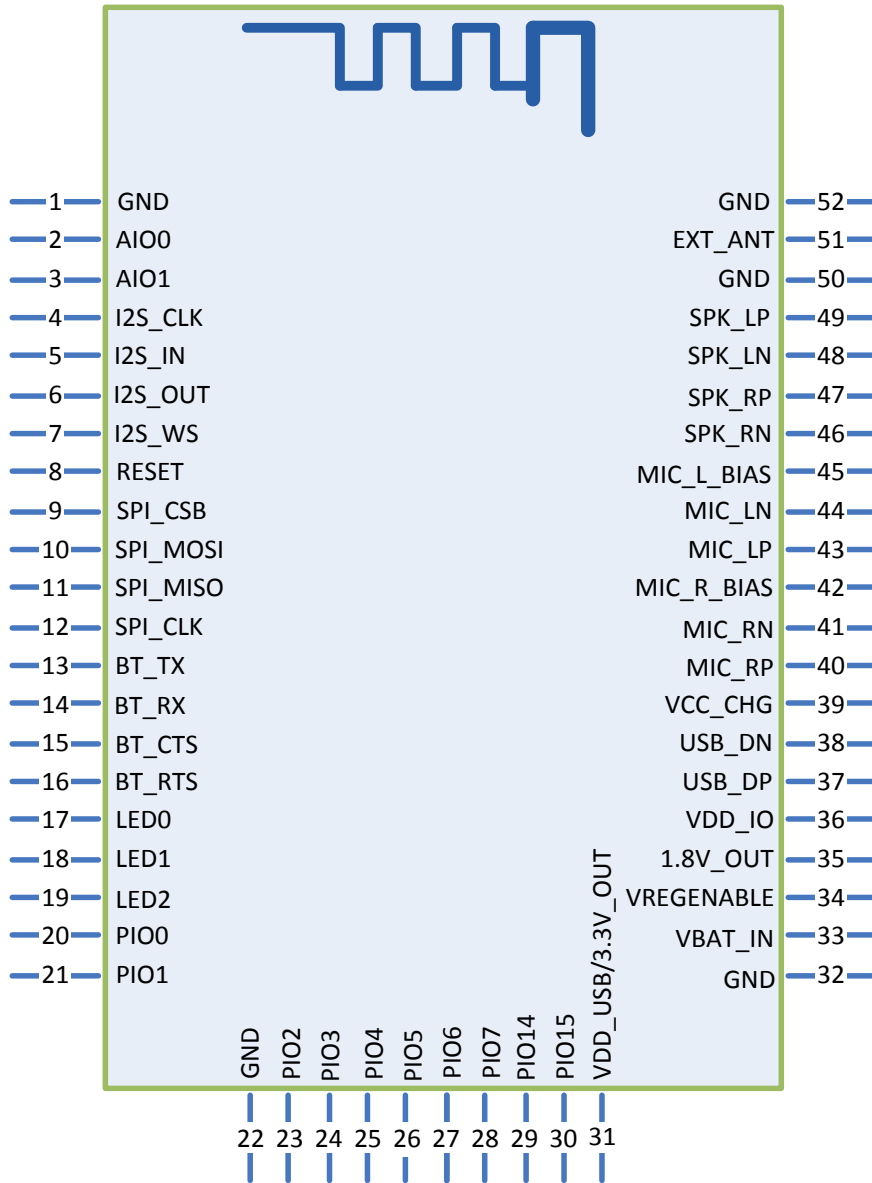 1 GND GND 52
2 AIO0 EXT_ANT 51
3 AIO1 GND 50
4 I2S_CLK SPK_LP 49
5 I2S_IN SPK_LN 48
6 I2S_OUT SPK_RP 47
7 I2S_WS SPK_RN 46
8 RESET MIC_L_BIAS 45
9 SPI_CSB MIC_LN 44
10 SPI_MOSI MIC_LP 43
11 SPI_MISO MIC_R_BIAS 42
12 SPI_CLK MIC_RN 41
13 BT_TX MIC_RP 40
14 BT_RX VCC_CHG 39
15 BT_CTS USB_DN 38
16 BT_RTS USB_DP 37
17 LED0 VDD_IO 36
18 LED1 1.8V_OUT 35
19 LED2 VREGENABLE 34
20 PIO0 VBAT_IN 33
21 PIO1 GND 32
GND PIO2 PIO3 PIO4 PIO5 PIO6 PIO7 PIO14 PIO15 VDD_USB/3.3V_OUT
22 23 24 25 26 27 28 29 30 31